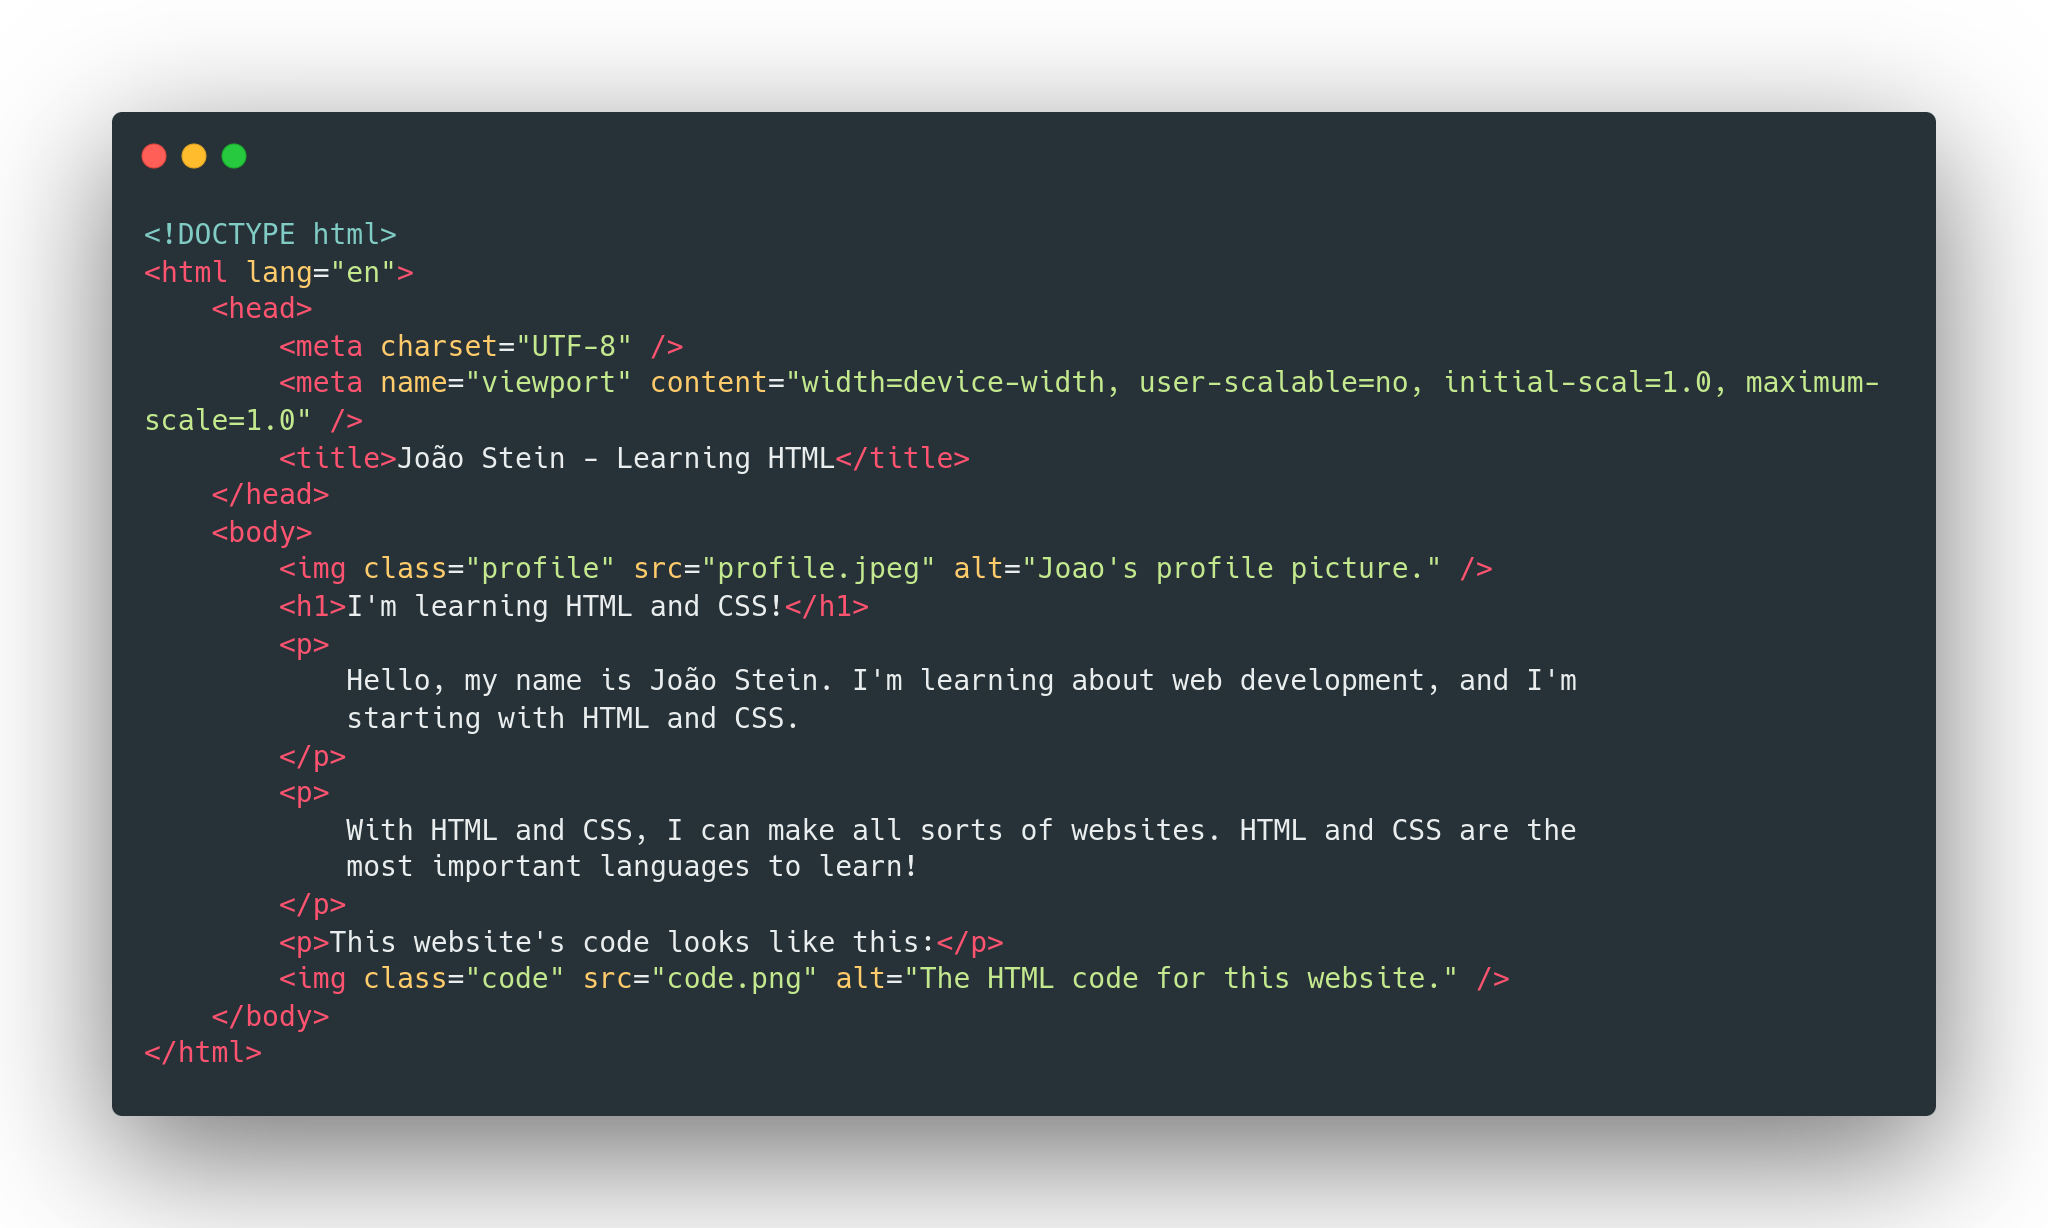 <!DOCTYPE html>
<html lang="en">
    <head>
        <meta charset="UTF-8" />
        <meta name="viewport" content="width=device-width, user-scalable=no, initial-scal=1.0, maximum-
scale=1.0" />
        <title>João Stein - Learning HTML</title>
    </head>
    <body>
        <img class="profile" src="profile.jpeg" alt="Joao's profile picture." />
        <h1>I'm learning HTML and CSS!</h1>
        <p>
            Hello, my name is João Stein. I'm learning about web development, and I'm
            starting with HTML and CSS.
        </p>
        <p>
            With HTML and CSS, I can make all sorts of websites. HTML and CSS are the
            most important languages to learn!
        </p>
        <p>This website's code looks like this:</p>
        <img class="code" src="code.png" alt="The HTML code for this website." />
    </body>
</html>